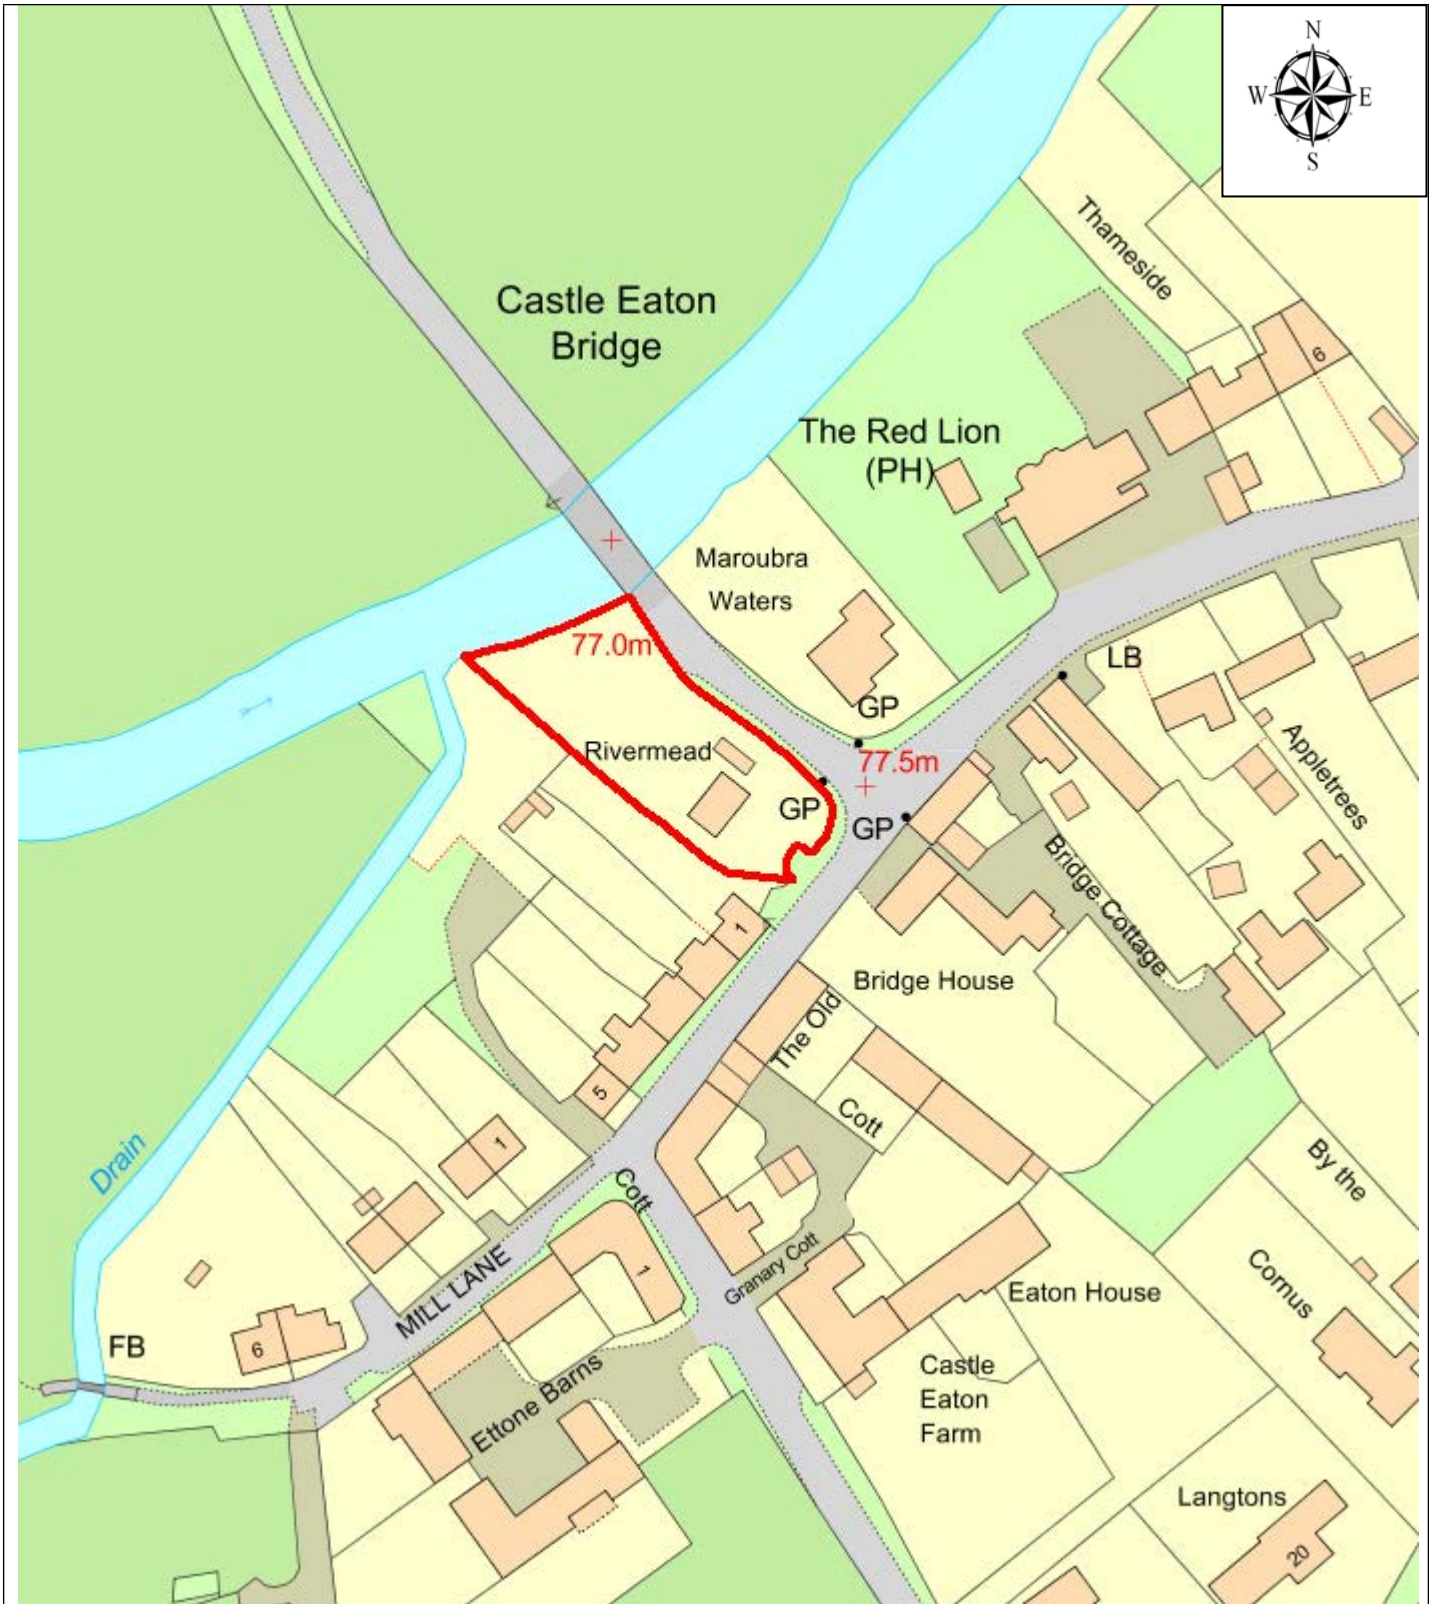 N
W E
S
Thameside
Castle Eaton
Bridge
6
The Red Lion
(PH)
Maroubra
Waters
77.0m
LB
GP
Rivermead
77.5m
Appletrees
GP
GP
Bridge Cottage
1
Bridge House
The Old
5
Cott
1
Drain
By the
Cott
Granary Cott
1
MILL LANE
Cornus
Eaton House
FB
6
Castle
Eaton
Farm
Ettone Barns
Langtons
20